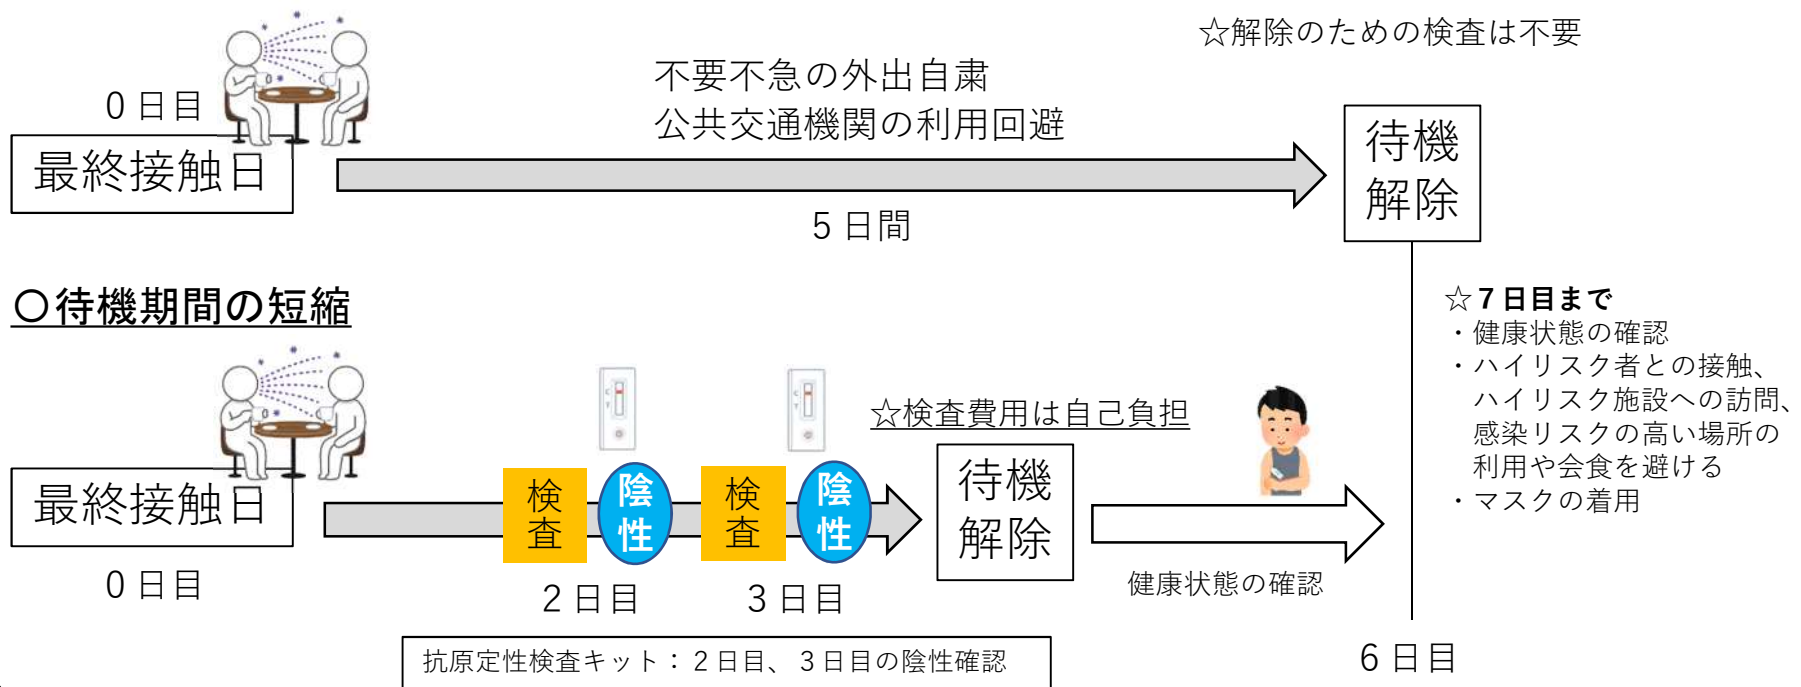 ☆解除のための検査は不要
不要不急の外出自粛
公共交通機関の利用回避
０日目
最終接触日
待機
解除
５日間
〇待機期間の短縮
☆７日目まで
・健康状態の確認
・ハイリスク者との接触、
ハイリスク施設への訪問、
感染リスクの高い場所の
利用や会食を避ける
・マスクの着用
C
T
C
T
☆検査費用は自己負担
最終接触日
検査
陰性
検査
陰性
待機
解除
０日目
２日目
３日目
健康状態の確認
抗原定性検査キット：２日目、３日目の陰性確認
６日目